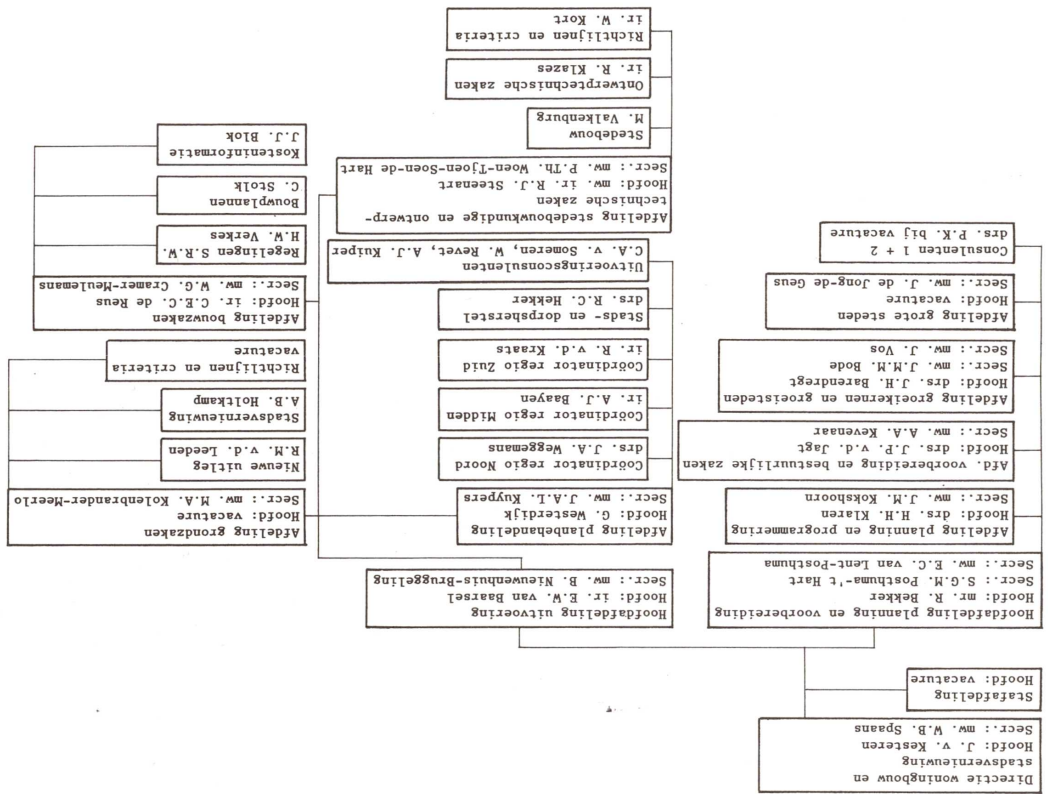 Directie woningbouw en
stadsvernieuwing
Hoofd: J. v. Kesteren
Secr.: mw. W.B. Spaans
Stafafdeling
Hoofd: vacature
Hoofdafdeling planning en voorbereiding
Hoofd: mr. R. Bekker
Secr.: S.G.M. Posthuma-'t Hart
Secr.: mw. E.C. van Lent-Posthuma
Afdeling planning en programmering
Hoofd: drs. H.H. Klaren
Secr.: mw. J.M. Kokshoorn
Afd. voorbereiding en bestuurlijke zaken
Hoofd: drs. J.P. v.d. Jagt
Secr.: mw. A.A. Kevenaar
Afdeling groeikernen en groeisteden
Hoofd: drs. J.H. Barendregt
Secr.: mw. J.M.M. Bode
Secr.: mw. J. Vos
Afdeling grote steden
Hoofd: vacature
Secr.: mw. J. de Jong-de Geus
Consulenten 1 + 2
drs. P.K. bij vacature
Hoofdafdeling uitvoering
Hoofd: ir. E.W. van Baarsel
Secr.: mw. B. Nieuwenhuis-Bruggeling
Afdeling planbehandeling
Hoofd: G. Westerdijk
Secr.: mw. J.A.L. Kuypers
Coördinator regio Noord
drs. J.A. Weggemans
Coördinator regio Midden
ir. A.J. Baayen
Coördinator regio Zuid
ir. R. v.d. Kraats
Stads- en dorpsherstel
drs. R.C. Hekker
Uitvoeringsconsulenten
C.A. v. Someren, W. Revet, A.J. Kuiper
Afdeling stedebouwkundige en ontwerp-
technische zaken
Hoofd: mw. ir. R.J. Steenaert
Secr.: mw. P.Th. Woen-Tjoen-Soen-de Hart
Stedebouw
M. Valkenburg
Ontwerptechnische zaken
ir. R. Klazes
Richtlijnen en criteria
ir. W. Kort
Afdeling grondzaken
Hoofd: vacature
Secr.: mw. M.A. Kolenbrander-Meerlo
Nieuwe uitleg
R.M. v.d. Leeden
Stadsvernieuwing
A.B. Holtkamp
Richtlijnen en criteria
vacature
Afdeling bouwzaken
Hoofd: ir. C.E.C. de Reus
Secr.: mw. W.G. Cramer-Meulemans
Regelingen S.R.W.
H.W. Verkes
Bouwplannen
C. Stolk
Kosteninformatie
J.J. Blok